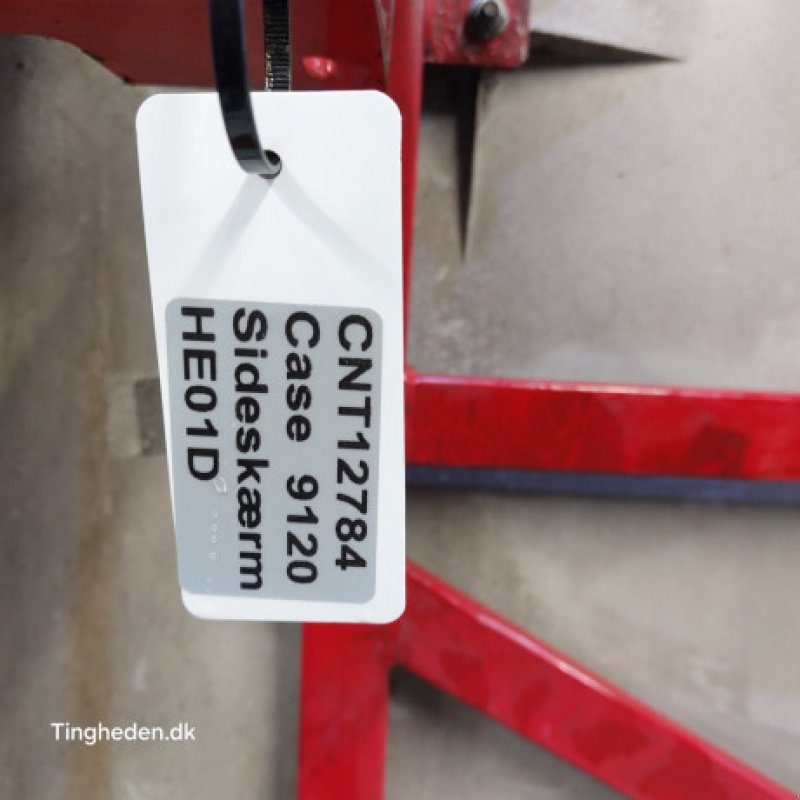 CNT12784
Case 9120
Sideskærm
HE01D
Tingheden.dk